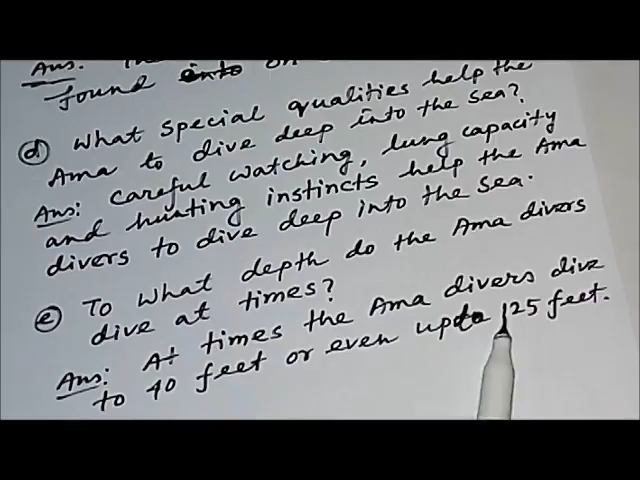 Ans: The
found into on
(d) What special qualities help the
Ama to dive deep into the sea?
Ans: Careful watching, lung capacity
and hunting instincts help the Ama
divers to dive deep into the sea.
(e) To what depth do the Ama divers
dive at times?
Ans: At times the Ama divers dive
to 40 feet or even upto 125 feet.